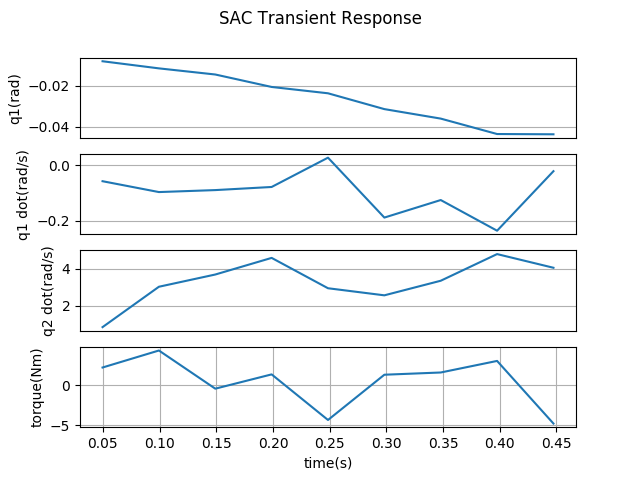 SAC Transient Response
q1(rad)
−0.02
−0.04
q1 dot(rad/s)
0.0
−0.2
q2 dot(rad/s)
4
2
torque(Nm)
0
−5
0.05 0.10 0.15 0.20 0.25 0.30 0.35 0.40 0.45
time(s)